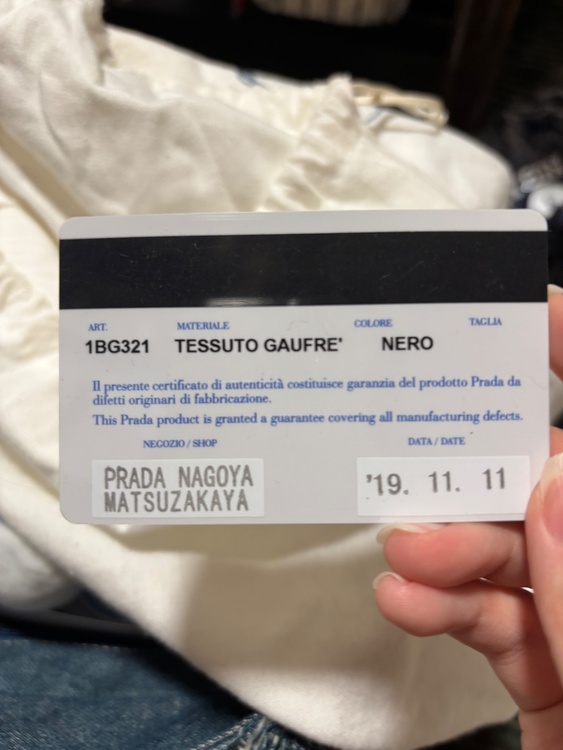 ART. MATERIALE COLORE TAGLIA
1BG321 TESSUTO GAUFRE' NERO
Il presente certificato di autenticità costituisce garanzia del prodotto Prada da
difetti originari di fabbricazione.
This Prada product is granted a guarantee covering all manufacturing defects.
NEGOZIO / SHOP DATA / DATE
PRADA NAGOYA
MATSUZAKAYA
'19. 11. 11